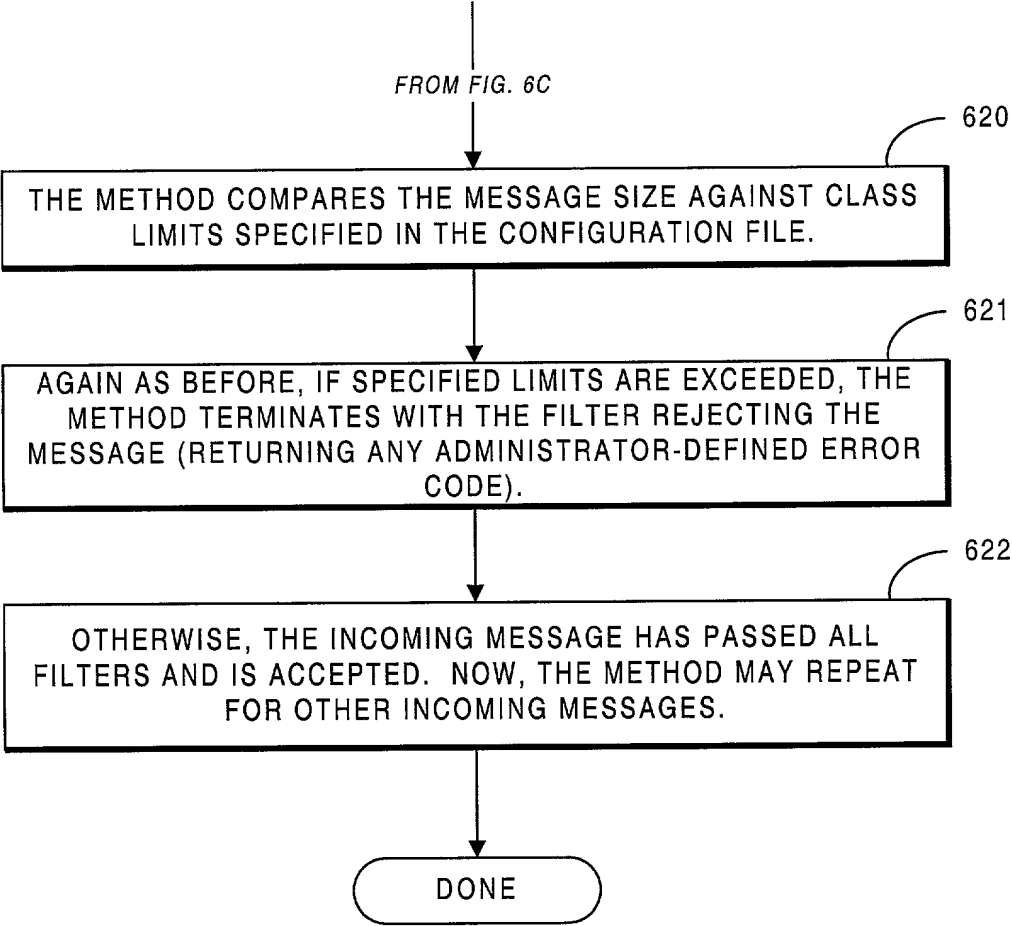 FROM FIG. 6C
620
THE METHOD COMPARES THE MESSAGE SIZE AGAINST CLASS
LIMITS SPECIFIED IN THE CONFIGURATION FILE.
621
AGAIN AS BEFORE, IF SPECIFIED LIMITS ARE EXCEEDED, THE
METHOD TERMINATES WITH THE FILTER REJECTING THE
MESSAGE (RETURNING ANY ADMINISTRATOR-DEFINED ERROR
CODE).
622
OTHERWISE, THE INCOMING MESSAGE HAS PASSED ALL
FILTERS AND IS ACCEPTED. NOW, THE METHOD MAY REPEAT
FOR OTHER INCOMING MESSAGES.
DONE